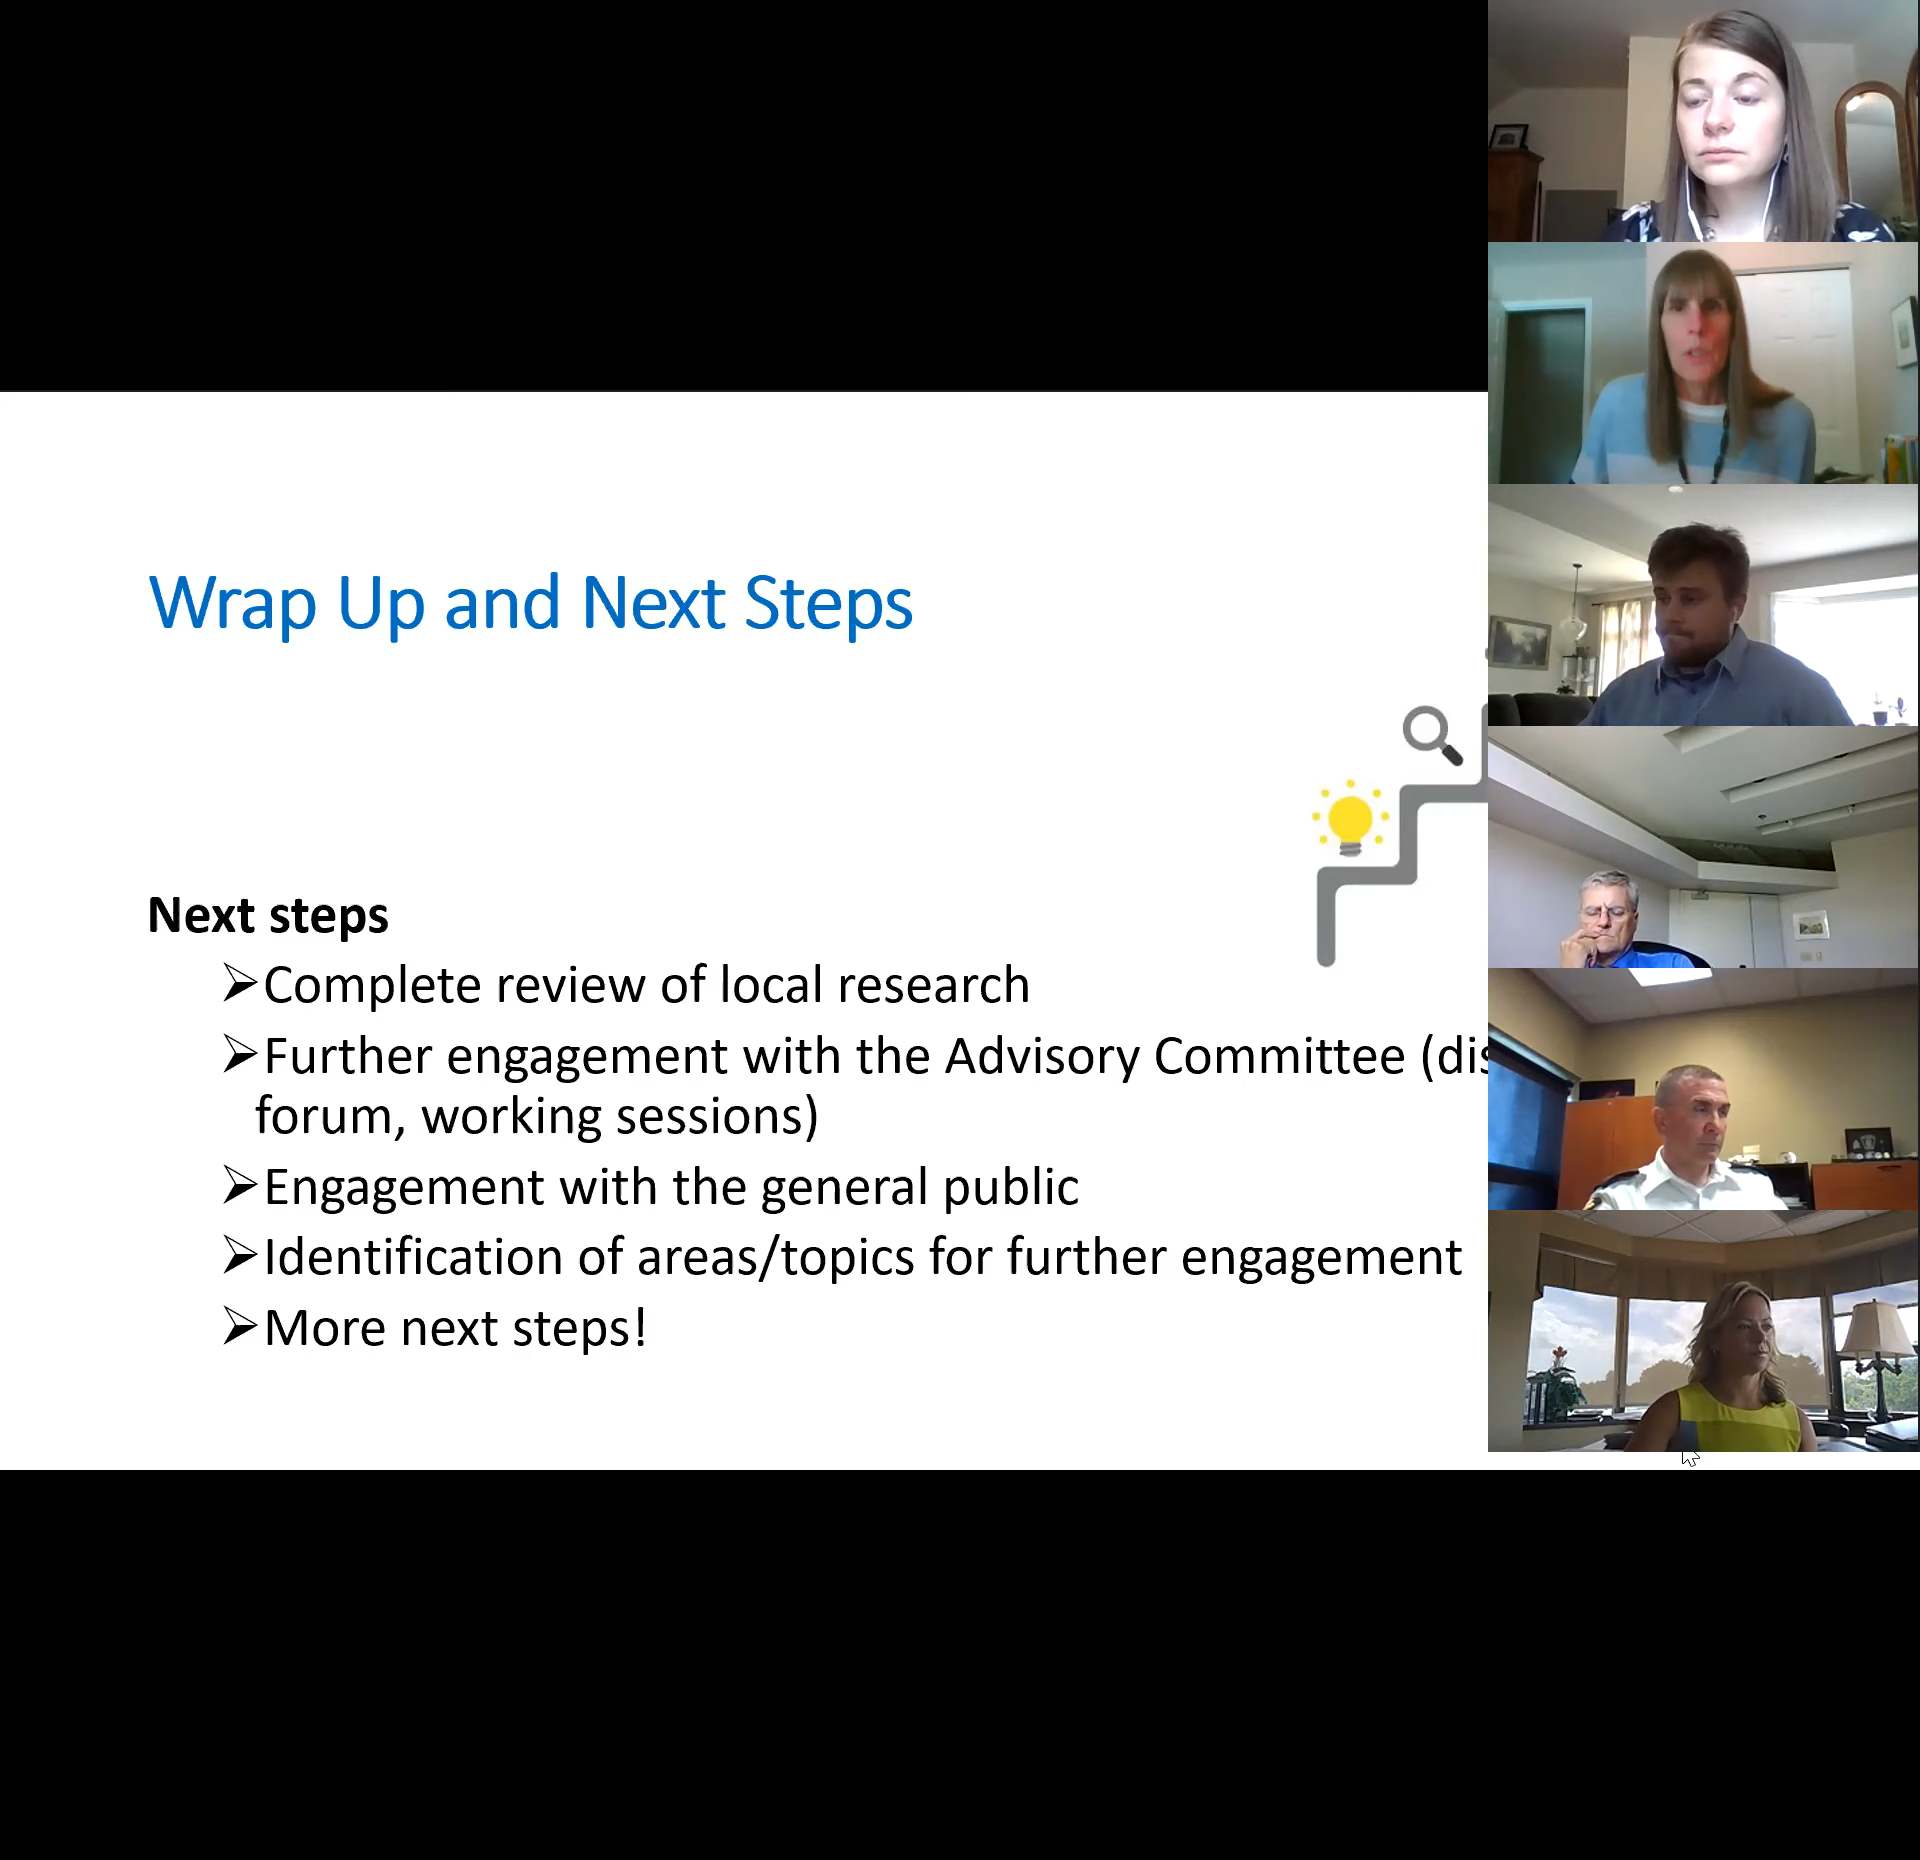 Wrap Up and Next Steps
Next steps
➢Complete review of local research
➢Further engagement with the Advisory Committee
forum, working sessions)
➢Engagement with the general public
➢Identification of areas/topics for further engagement
➢More next steps!